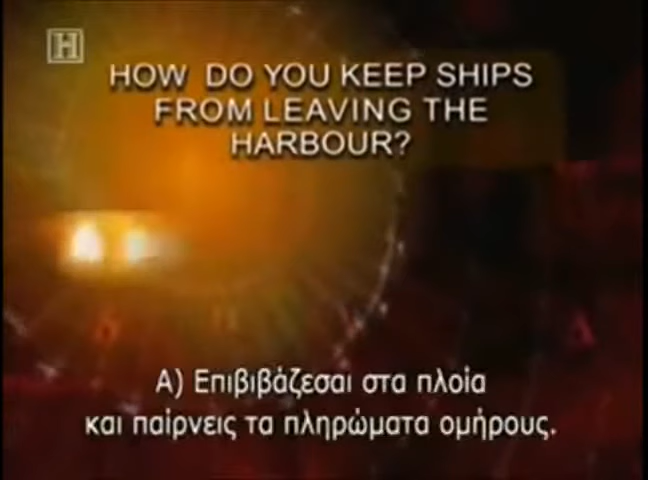 H
HOW DO YOU KEEP SHIPS
FROM LEAVING THE
HARBOUR?
Α) Επιβιβάζεσαι στα πλοία
και παίρνεις τα πληρώματα ομήρους.